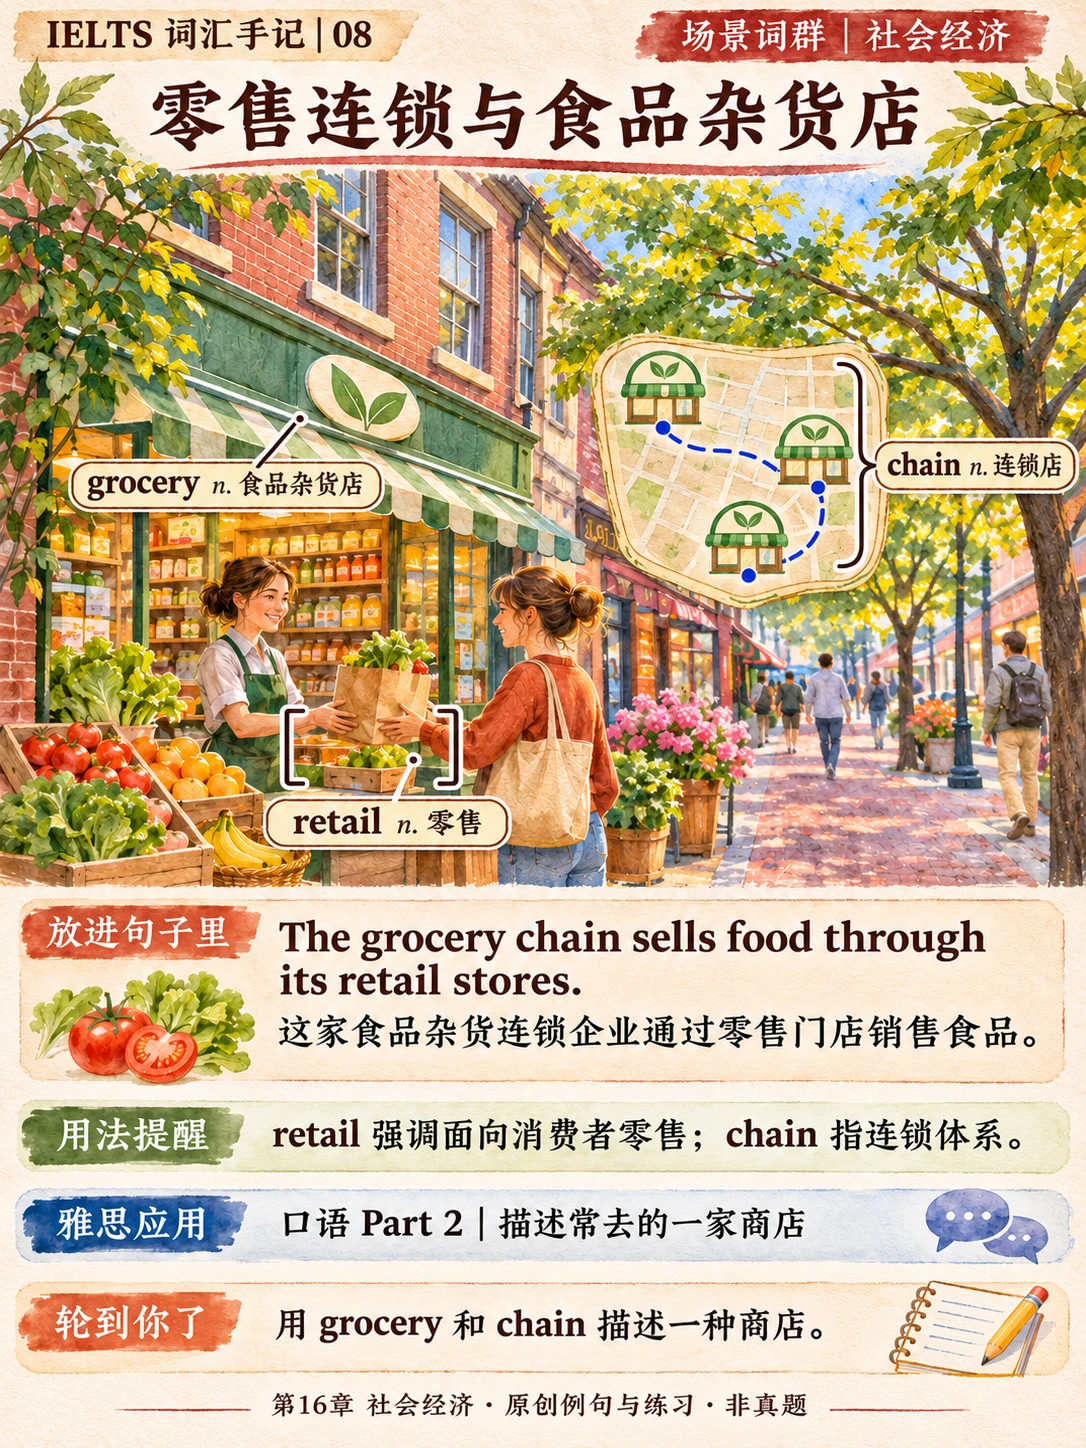 IELTS 词汇手记 | 08
场景词群 | 社会经济
零售连锁与食品杂货店
grocery n. 食品杂货店
chain n. 连锁店
retail n. 零售
放进句子里
The grocery chain sells food through
its retail stores.
这家食品杂货连锁企业通过零售门店销售食品。
用法提醒
retail 强调面向消费者零售；chain 指连锁体系。
雅思应用
口语 Part 2 | 描述常去的一家商店
轮到你了
用 grocery 和 chain 描述一种商店。
第16章 社会经济 · 原创例句与练习 · 非真题